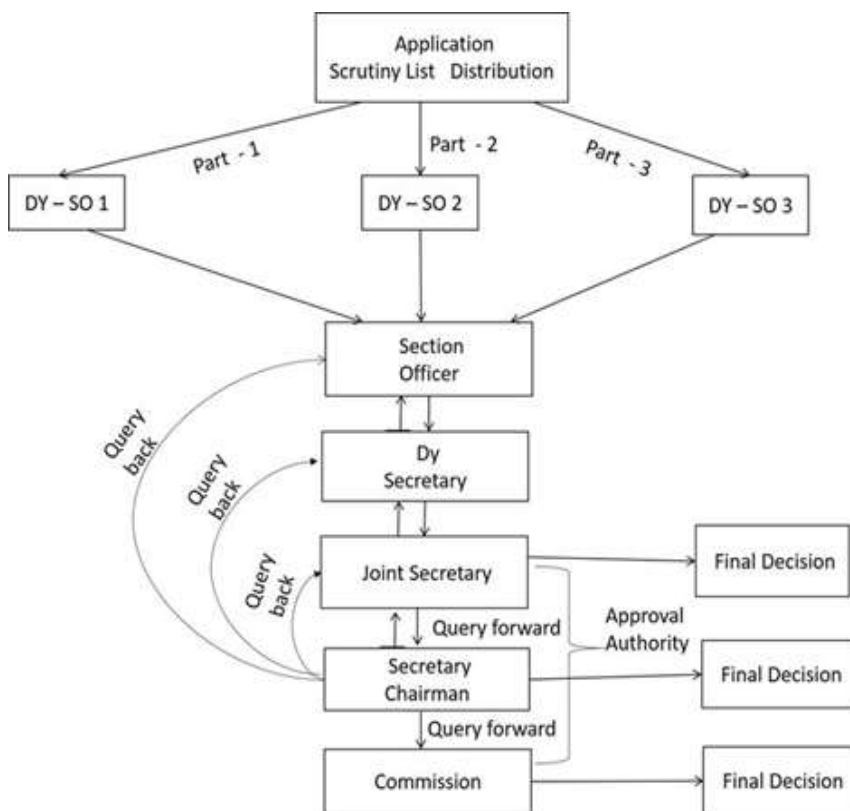 Application
Scrutiny List Distribution
Part - 1
Part - 2
Part - 3
DY – SO 1
DY – SO 2
DY – SO 3
Section
Officer
Query
back
Dy
Secretary
Query
back
Joint Secretary
Final Decision
Query
back
Query forward
Approval
Authority
Secretary
Chairman
Final Decision
Query forward
Commission
Final Decision